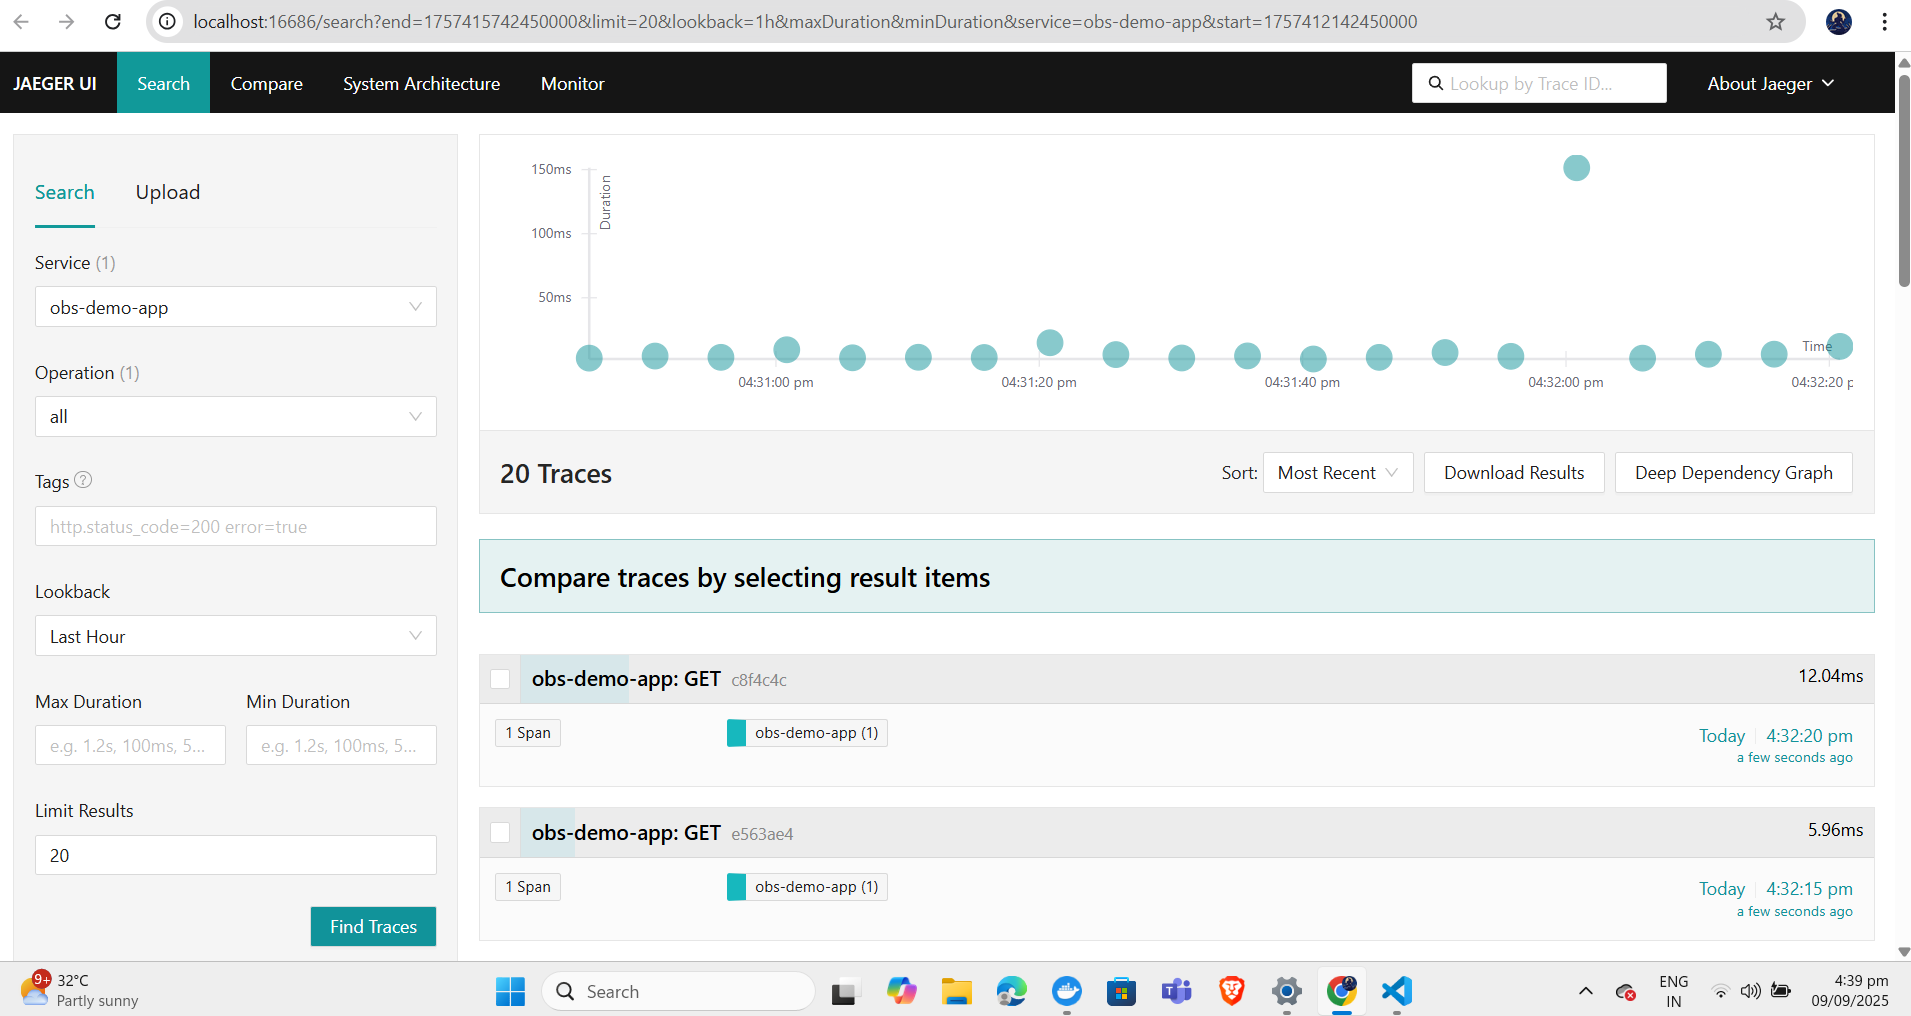 localhost:16686/search?end=1757415742450000&limit=20&lookback=1h&maxDuration&minDuration&service=obs-demo-app&start=1757412142450000
JAEGER UI Search Compare System Architecture Monitor Lookup by Trace ID... About Jaeger
Search Upload
Service (1)
obs-demo-app
Operation (1)
all
Tags ?
http.status_code=200 error=true
Lookback
Last Hour
Max Duration Min Duration
e.g. 1.2s, 100ms, 5... e.g. 1.2s, 100ms, 5...
Limit Results
20
Find Traces
150ms
100ms
50ms
Duration
Time
04:31:00 pm 04:31:20 pm 04:31:40 pm 04:32:00 pm 04:32:20 p
20 Traces
Sort: Most Recent Download Results Deep Dependency Graph
Compare traces by selecting result items
obs-demo-app: GET c8f4c4c 12.04ms
1 Span obs-demo-app (1) Today 4:32:20 pm
a few seconds ago
obs-demo-app: GET e563ae4 5.96ms
1 Span obs-demo-app (1) Today 4:32:15 pm
a few seconds ago
9+ 32°C
Partly sunny
Search
ENG
IN
4:39 pm
09/09/2025